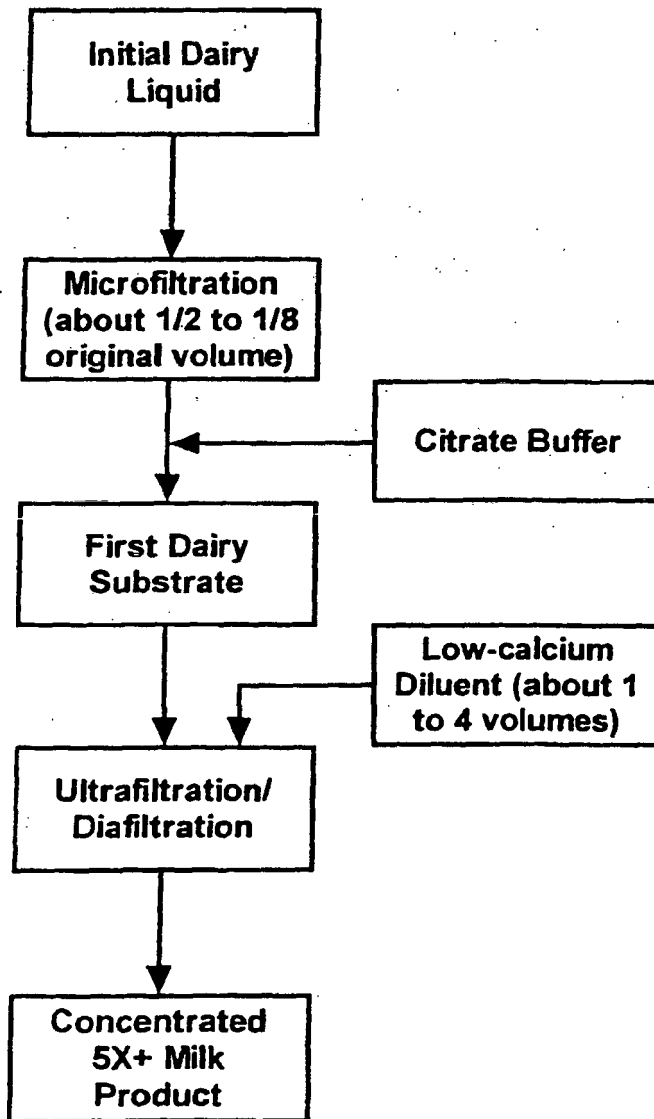 Initial Dairy
Liquid
Microfiltration
(about 1/2 to 1/8
original volume)
Citrate Buffer
First Dairy
Substrate
Low-calcium
Diluent (about 1
to 4 volumes)
Ultrafiltration/
Diafiltration
Concentrated
5X+ Milk
Product